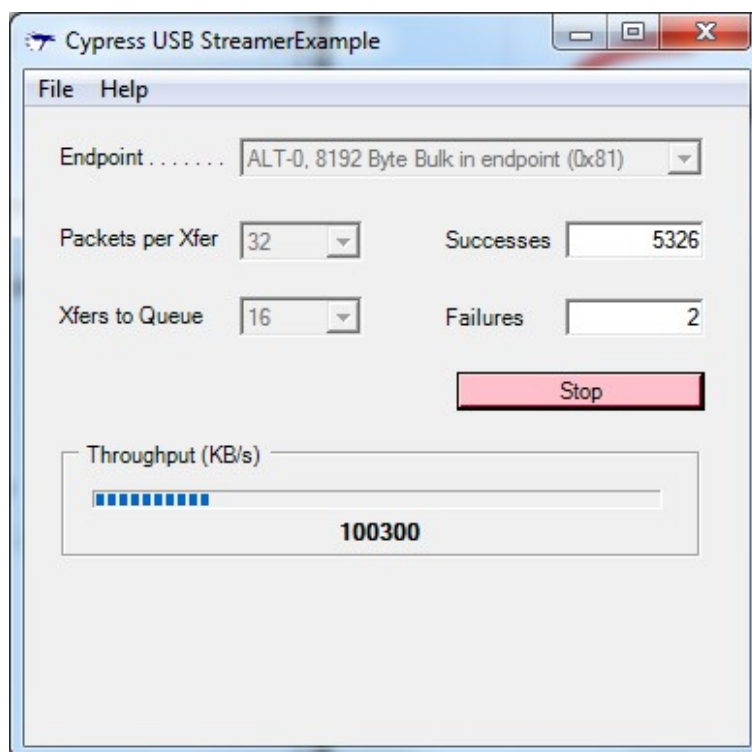 Cypress USB StreamerExample
File Help
Endpoint . . . . . . . ALT-0, 8192 Byte Bulk in endpoint (0x81)
Packets per Xfer 32 Successes 5326
Xfers to Queue 16 Failures 2
Stop
Throughput (KB/s)
100300